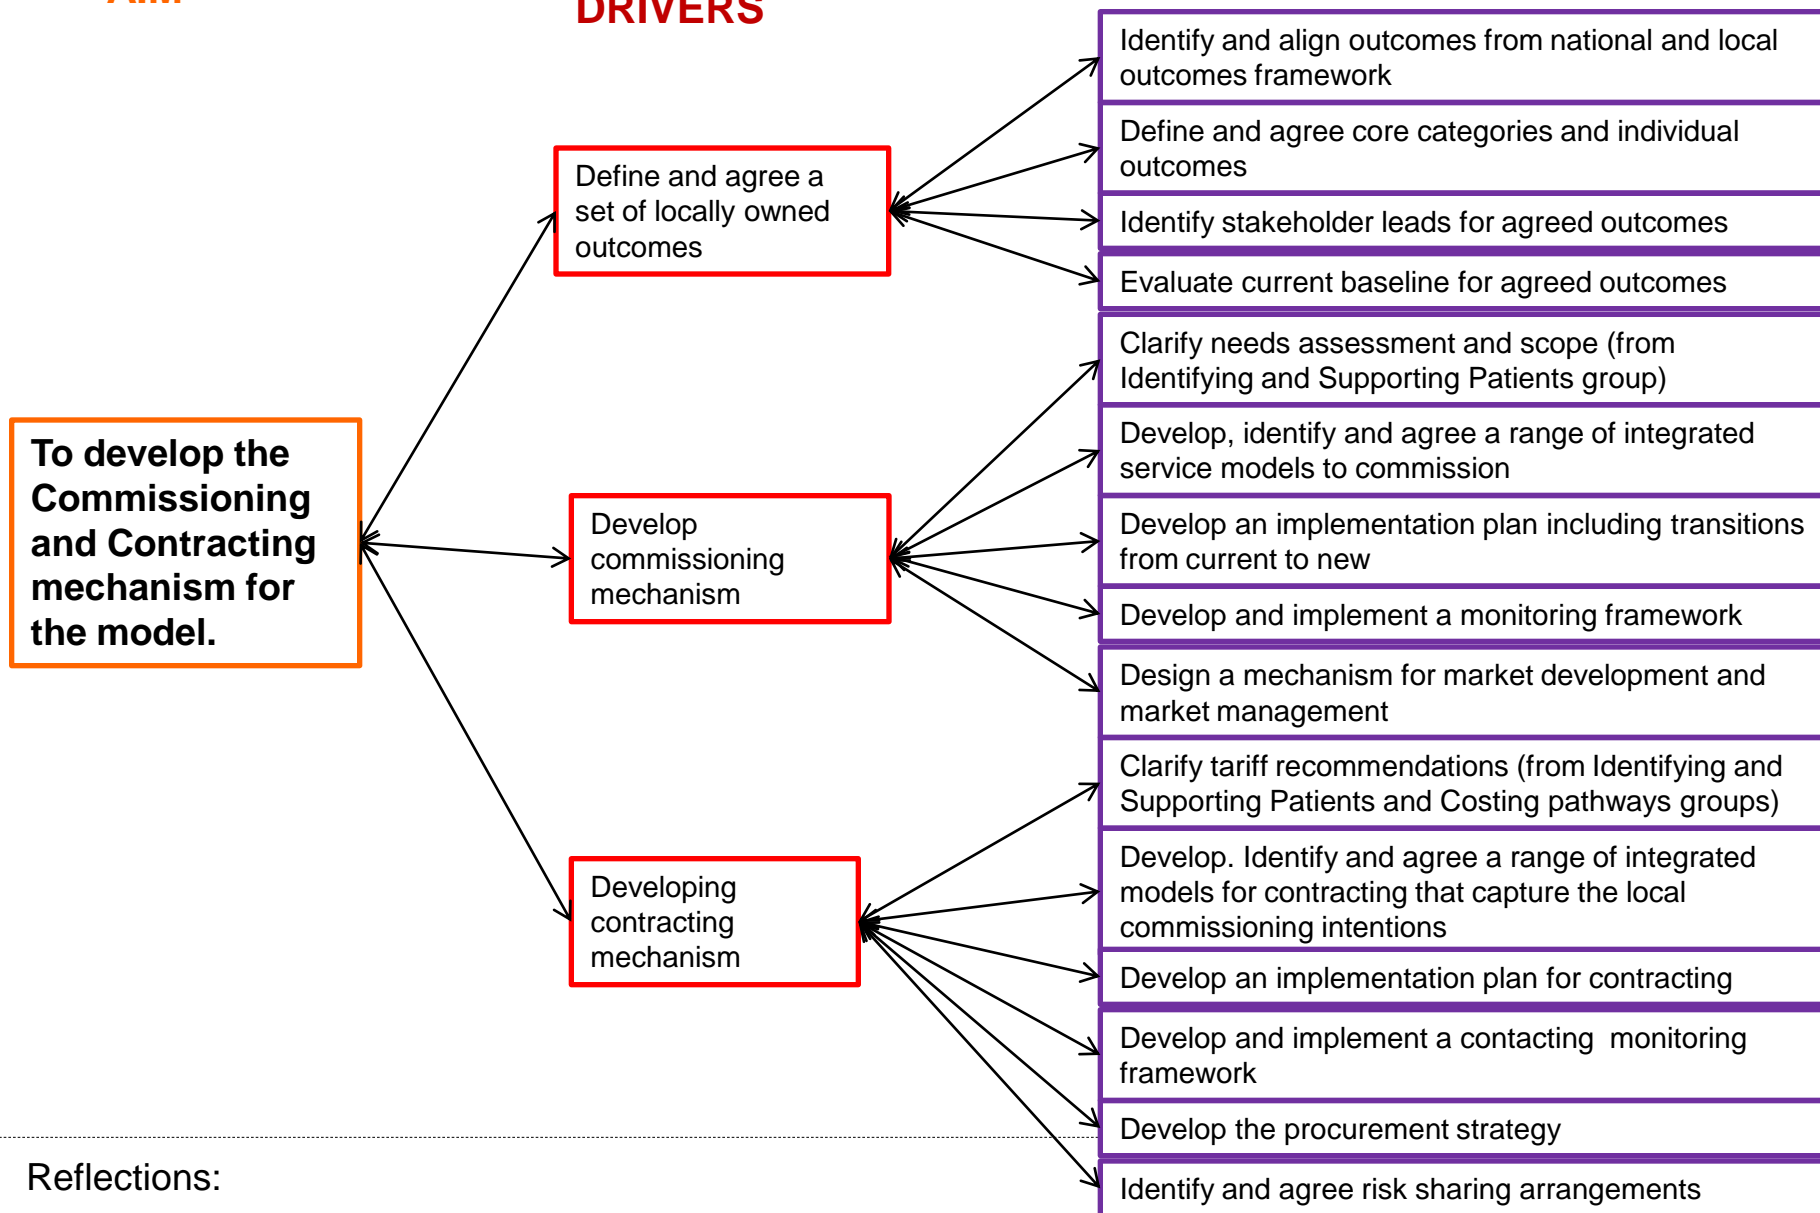 AIM
DRIVERS
To develop the
Commissioning
and Contracting
mechanism for
the model.
Define and agree a
set of locally owned
outcomes
Develop
commissioning
mechanism
Developing
contracting
mechanism
Identify and align outcomes from national and local
outcomes framework
Define and agree core categories and individual
outcomes
Identify stakeholder leads for agreed outcomes
Evaluate current baseline for agreed outcomes
Clarify needs assessment and scope (from
Identifying and Supporting Patients group)
Develop, identify and agree a range of integrated
service models to commission
Develop an implementation plan including transitions
from current to new
Develop and implement a monitoring framework
Design a mechanism for market development and
market management
Clarify tariff recommendations (from Identifying and
Supporting Patients and Costing pathways groups)
Develop. Identify and agree a range of integrated
models for contracting that capture the local
commissioning intentions
Develop an implementation plan for contracting
Develop and implement a contacting  monitoring
framework
Develop the procurement strategy
Identify and agree risk sharing arrangements
Reflections: